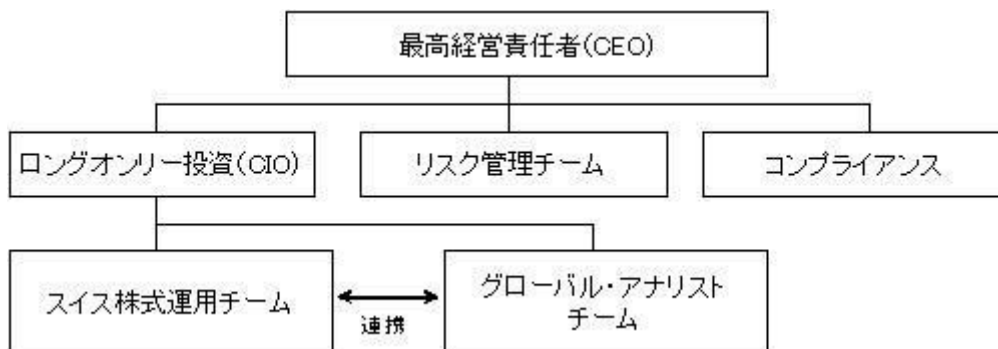 最高経営責任者(CEO)
ロングオンリー投資(CIO)
リスク管理チーム
コンプライアンス
スイス株式運用チーム
連携
グローバル・アナリスト
チーム